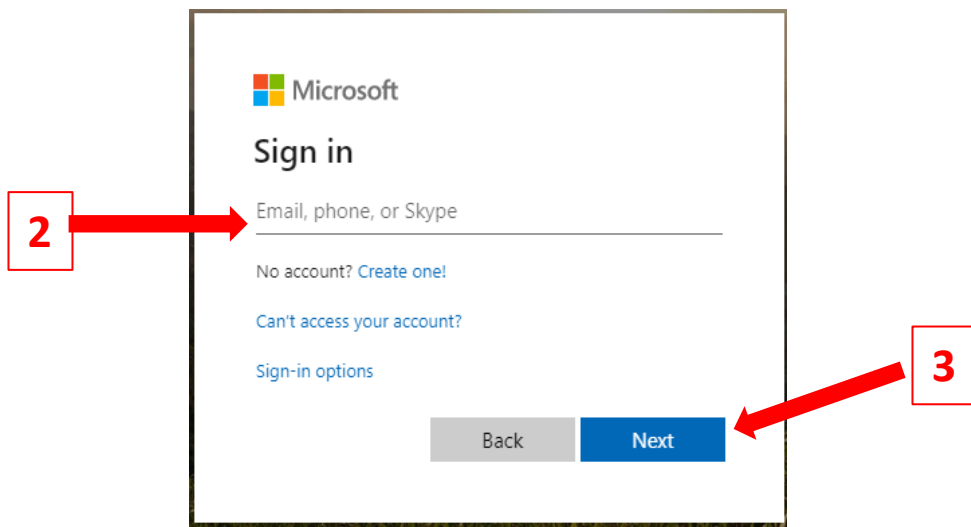 Microsoft
Sign in
Email, phone, or Skype
2
No account? Create one!
Can't access your account?
Sign-in options
3
Back Next